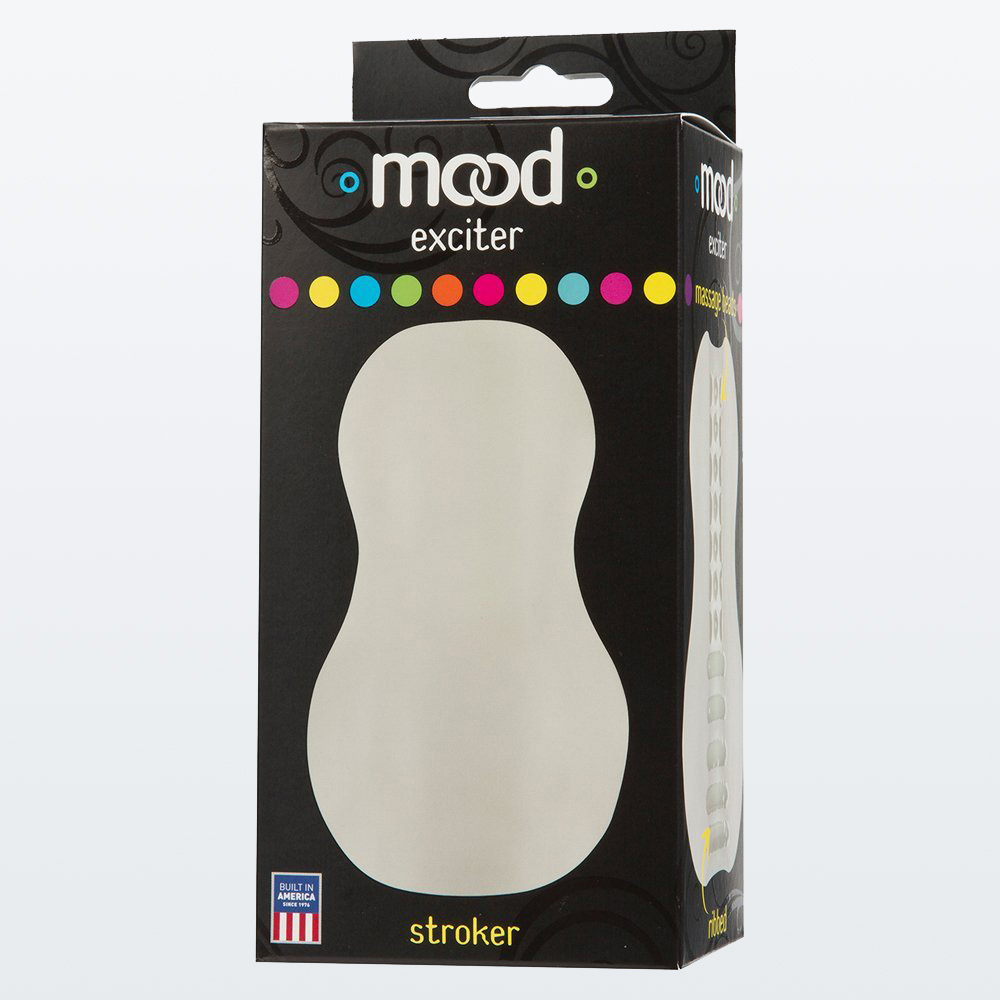 mood
exciter
BUILT IN
AMERICA
SINCE 1976
stroker
mood
exciter
massage beads
ribbed